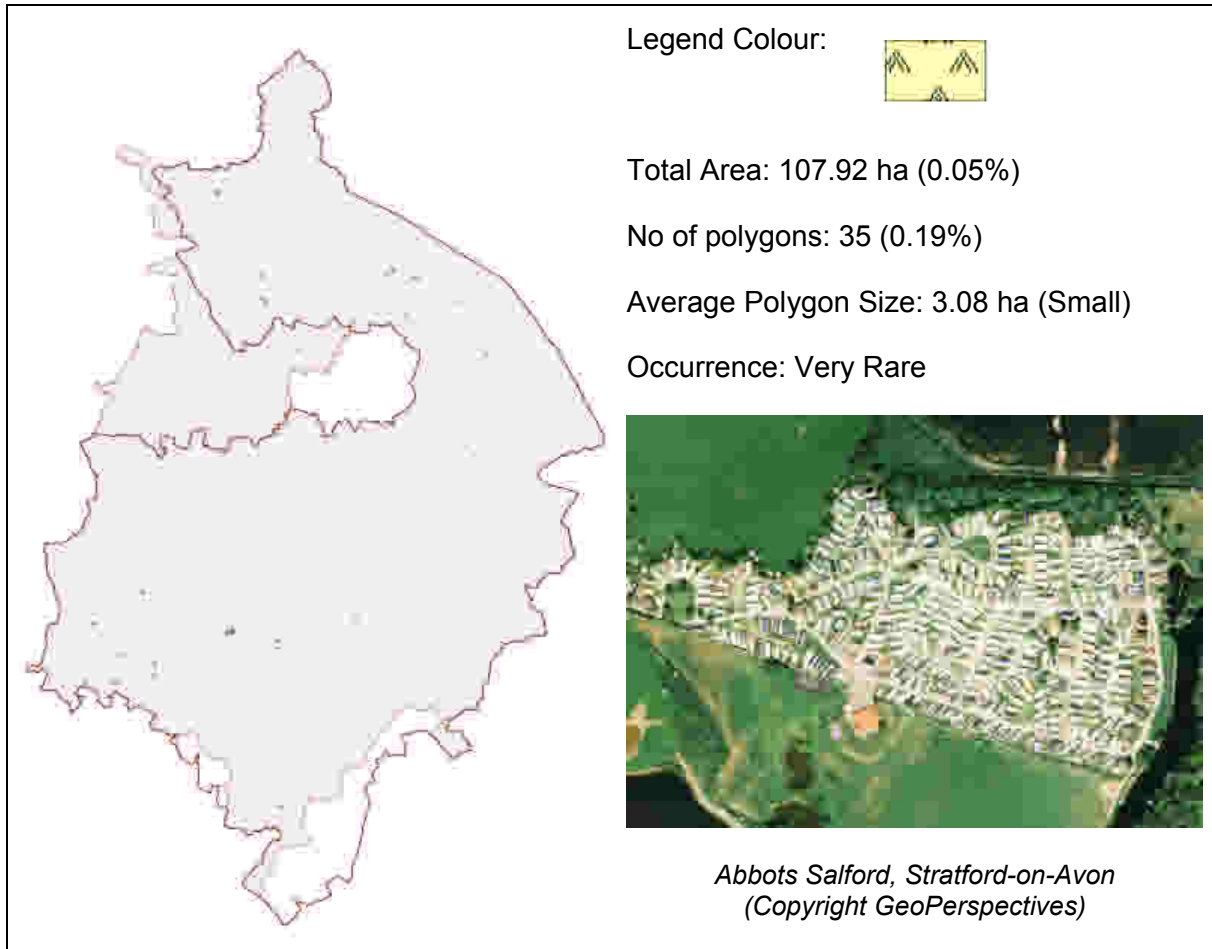 Legend Colour:
Total Area: 107.92 ha (0.05%)
No of polygons: 35 (0.19%)
Average Polygon Size: 3.08 ha (Small)
Occurrence: Very Rare
Abbots Salford, Stratford-on-Avon
(Copyright GeoPerspectives)